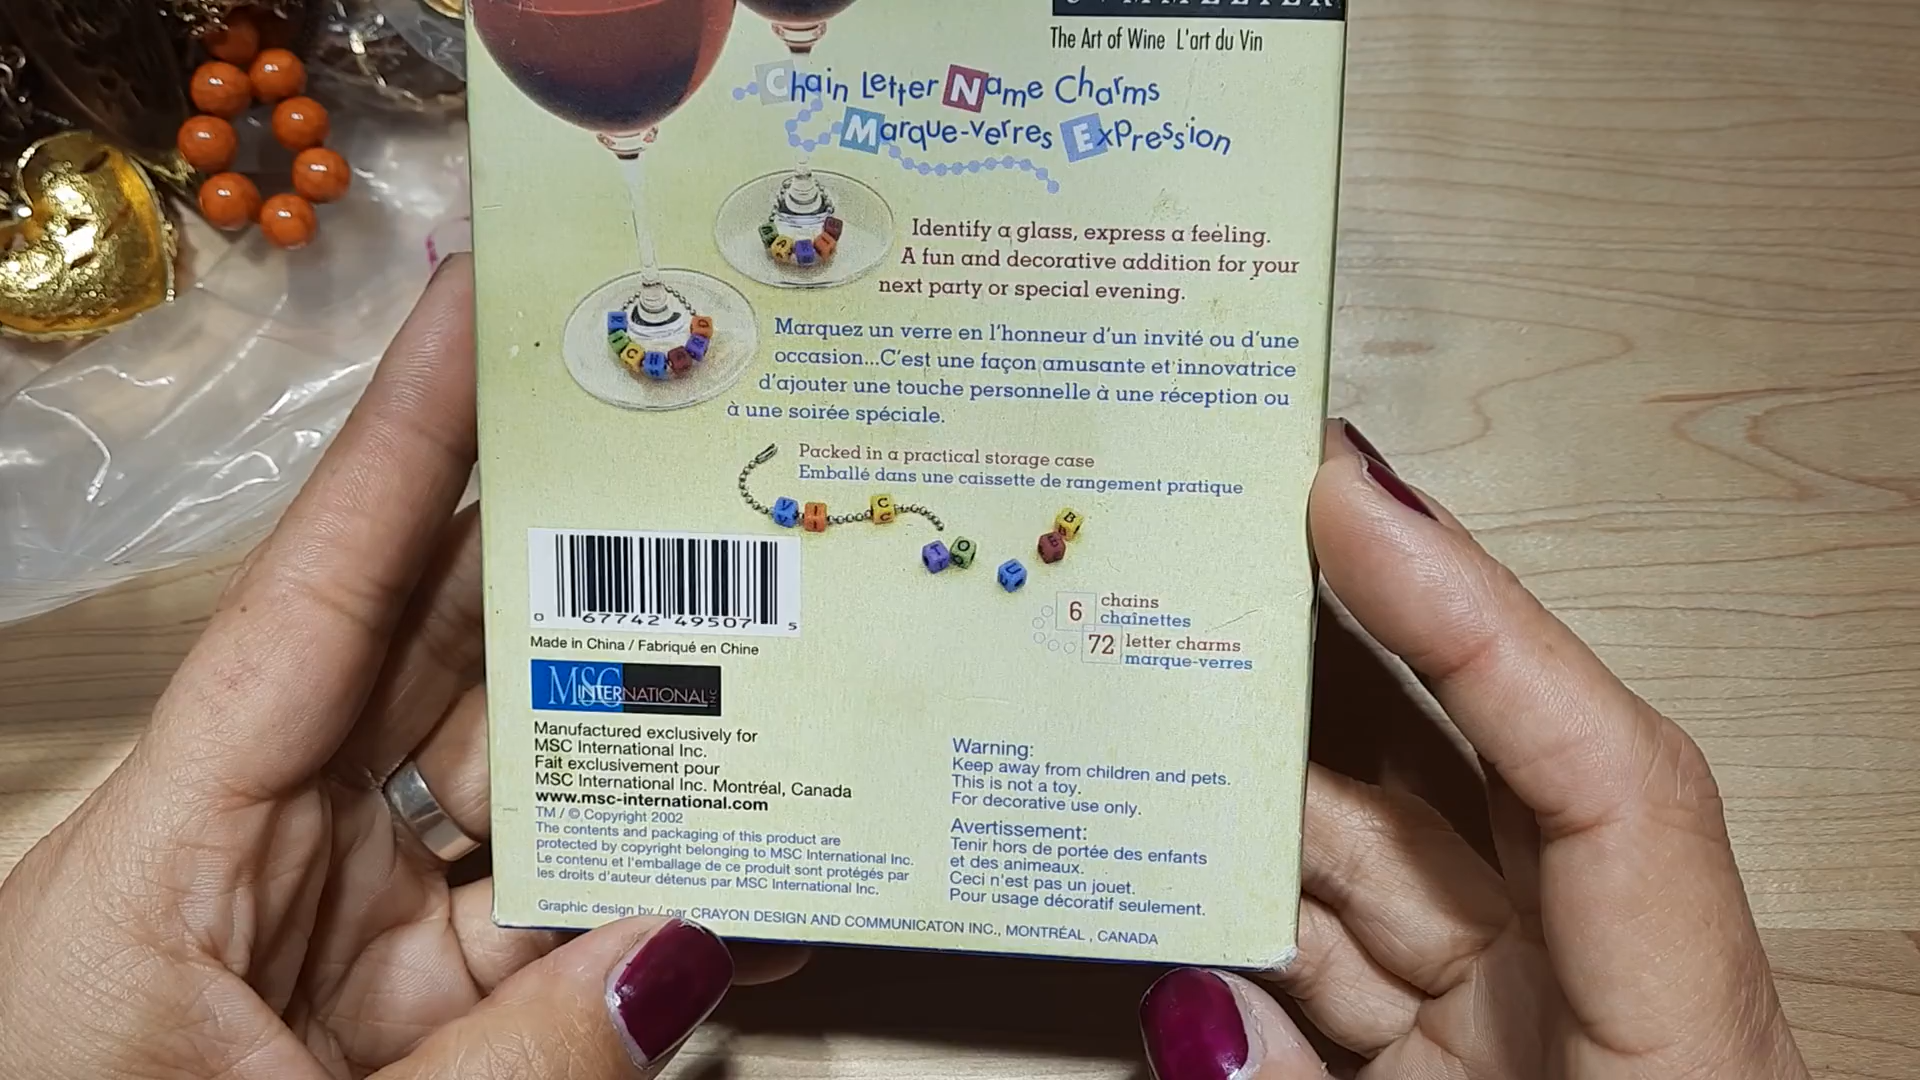 The Art of Wine L'art du Vin
Chain Letter Name Charms
Marque-verres Expression
Identify a glass, express a feeling.
A fun and decorative addition for your
next party or special evening.
Marquez un verre en l'honneur d'un invité ou d'une
occasion...C'est une façon amusante et innovatrice
d'ajouter une touche personnelle à une réception ou
à une soirée spéciale.
RICHARD
Packed in a practical storage case
Emballé dans une caissette de rangement pratique
V I C T O U B
6 chains
chaînettes
72 letter charms
marque-verres
0 67742 49507 5
Made in China / Fabriqué en Chine
MSC INTERNATIONAL INC
Manufactured exclusively for
MSC International Inc.
Fait exclusivement pour
MSC International Inc. Montréal, Canada
www.msc-international.com
TM / © Copyright 2002
The contents and packaging of this product are
protected by copyright belonging to MSC International Inc.
Le contenu et l'emballage de ce produit sont protégés par
les droits d'auteur détenus par MSC International Inc.
Warning:
Keep away from children and pets.
This is not a toy.
For decorative use only.
Avertissement:
Tenir hors de portée des enfants
et des animeaux.
Ceci n'est pas un jouet.
Pour usage décoratif seulement.
Graphic design by / par CRAYON DESIGN AND COMMUNICATON INC., MONTRÉAL , CANADA